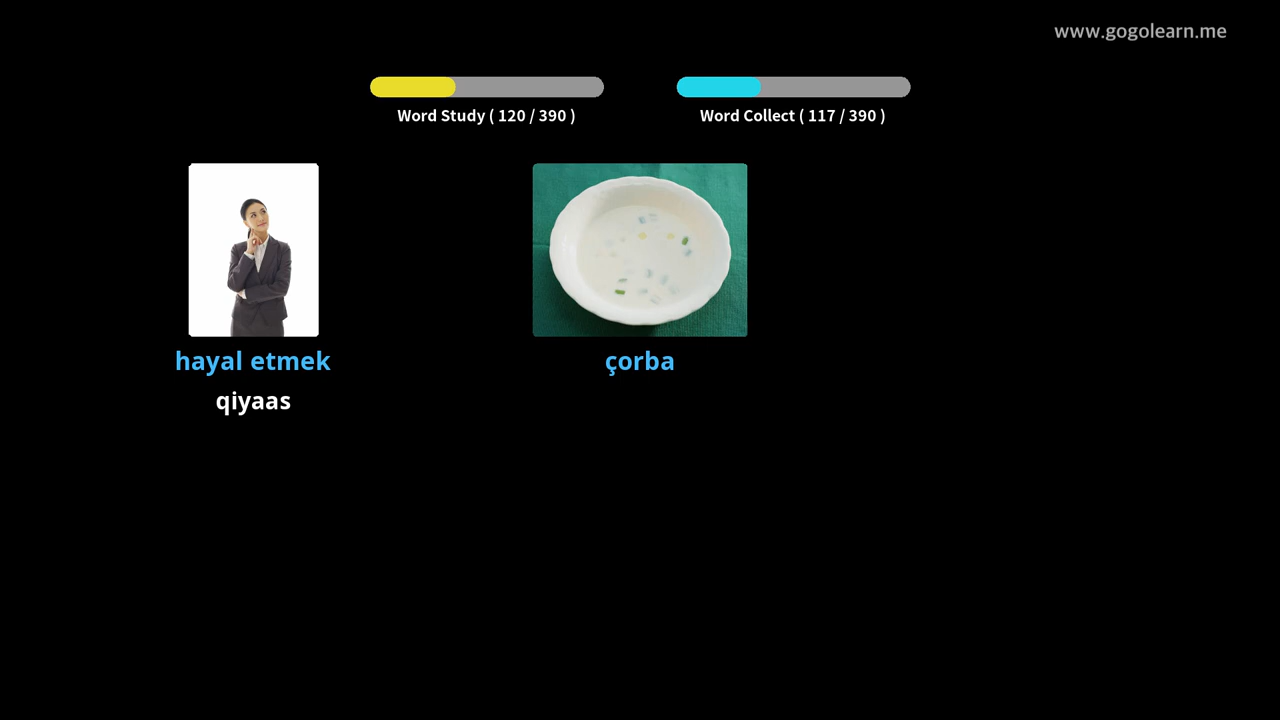 www.gogolearn.me
Word Study ( 120 / 390 )
Word Collect ( 117 / 390 )
hayal etmek
qiyaas
çorba